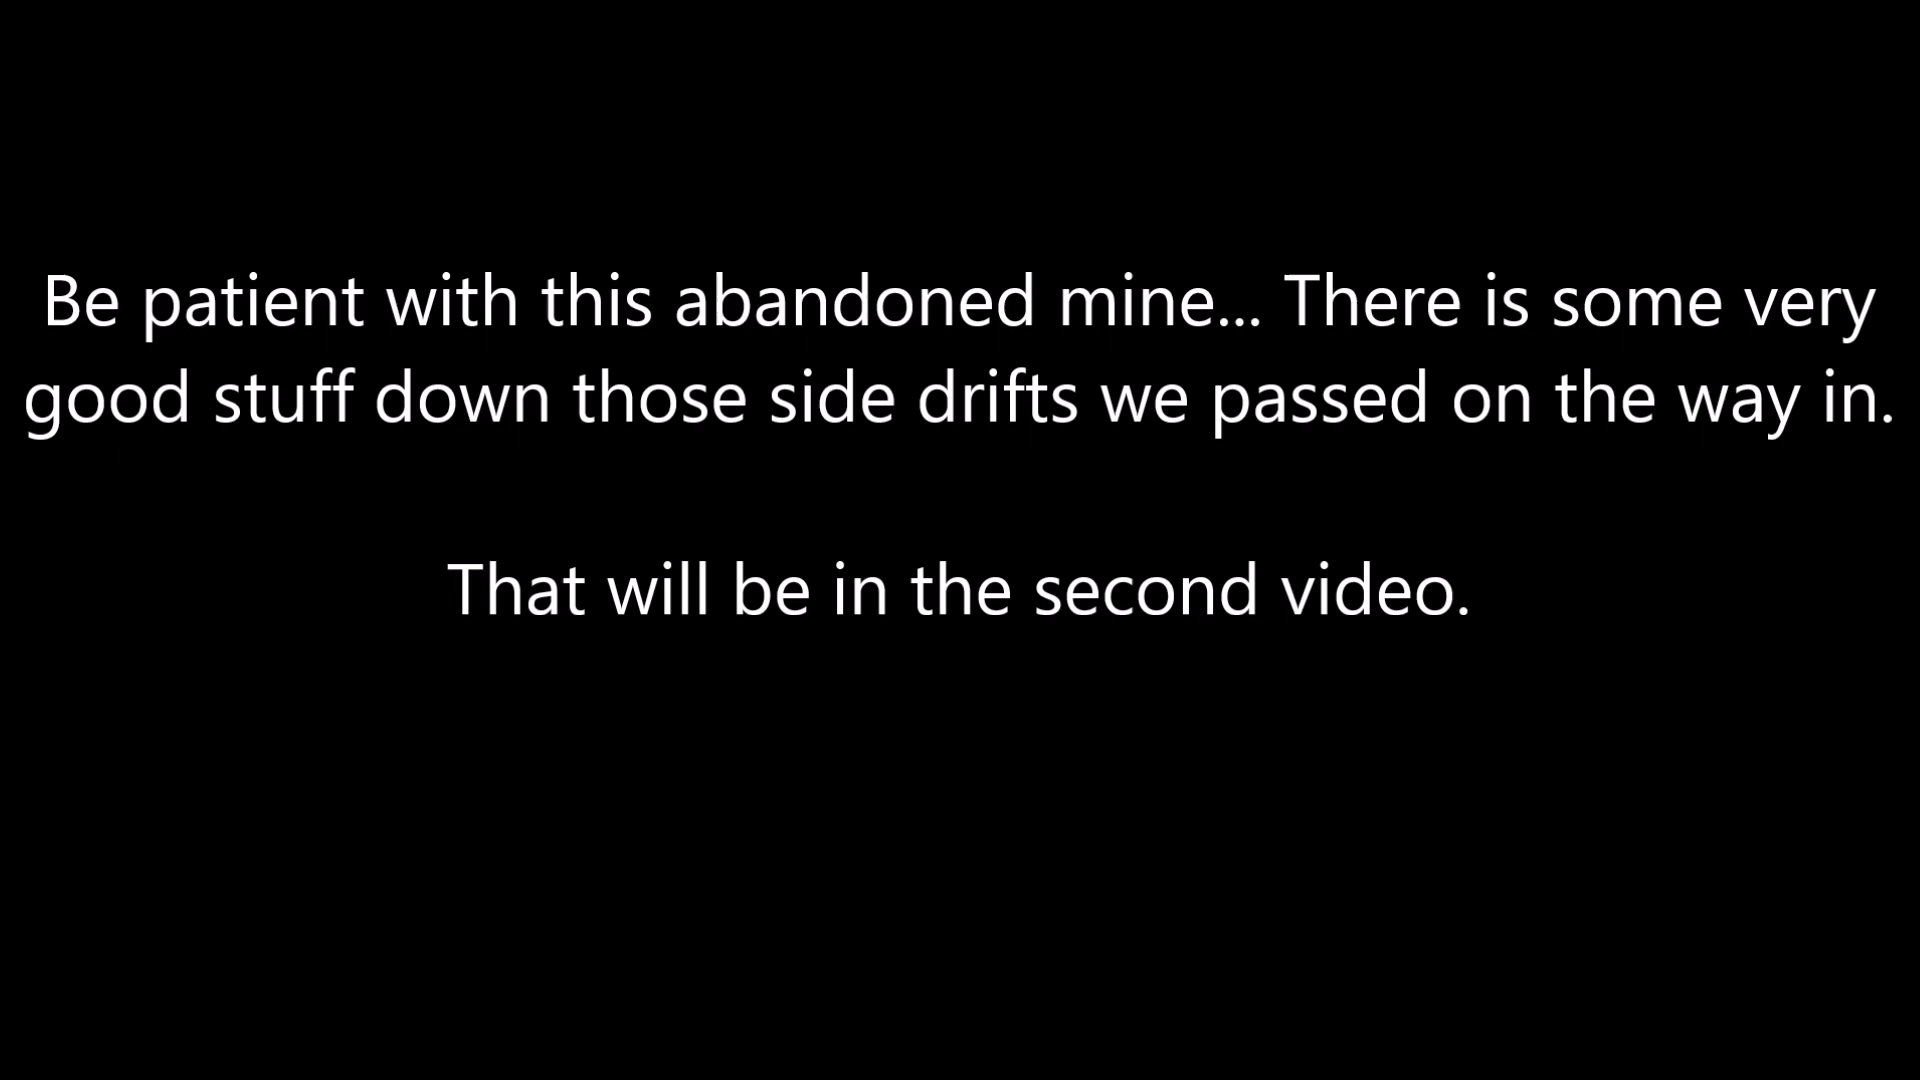 Be patient with this abandoned mine... There is some very
good stuff down those side drifts we passed on the way in.
That will be in the second video.